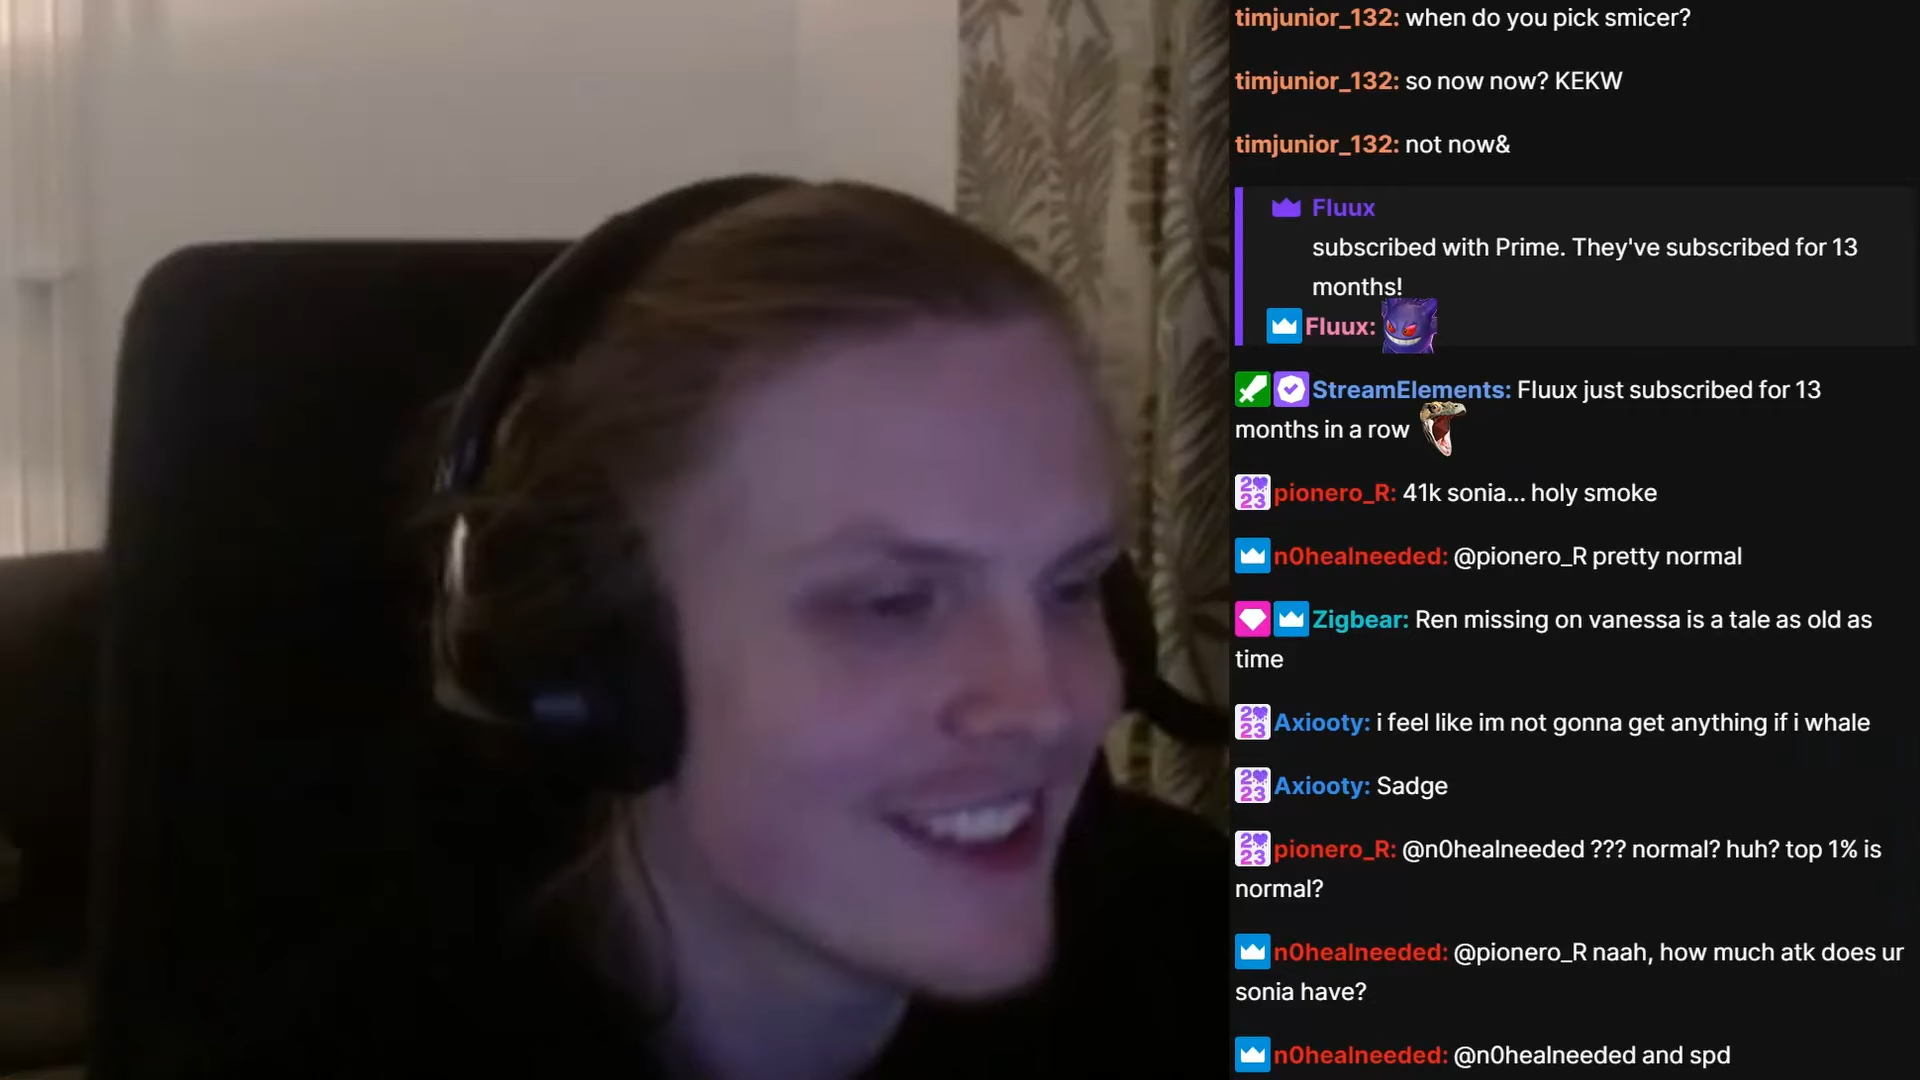 timjunior_132: when do you pick smicer?
timjunior_132: so now now? KEKW
timjunior_132: not now&
Fluux
subscribed with Prime. They've subscribed for 13
months!
Fluux:
StreamElements: Fluux just subscribed for 13
months in a row
2023 pionero_R: 41k sonia... holy smoke
n0healneeded: @pionero_R pretty normal
Zigbear: Ren missing on vanessa is a tale as old as
time
2023 Axiooty: i feel like im not gonna get anything if i whale
2023 Axiooty: Sadge
2023 pionero_R: @n0healneeded ??? normal? huh? top 1% is
normal?
n0healneeded: @pionero_R naah, how much atk does ur
sonia have?
n0healneeded: @n0healneeded and spd